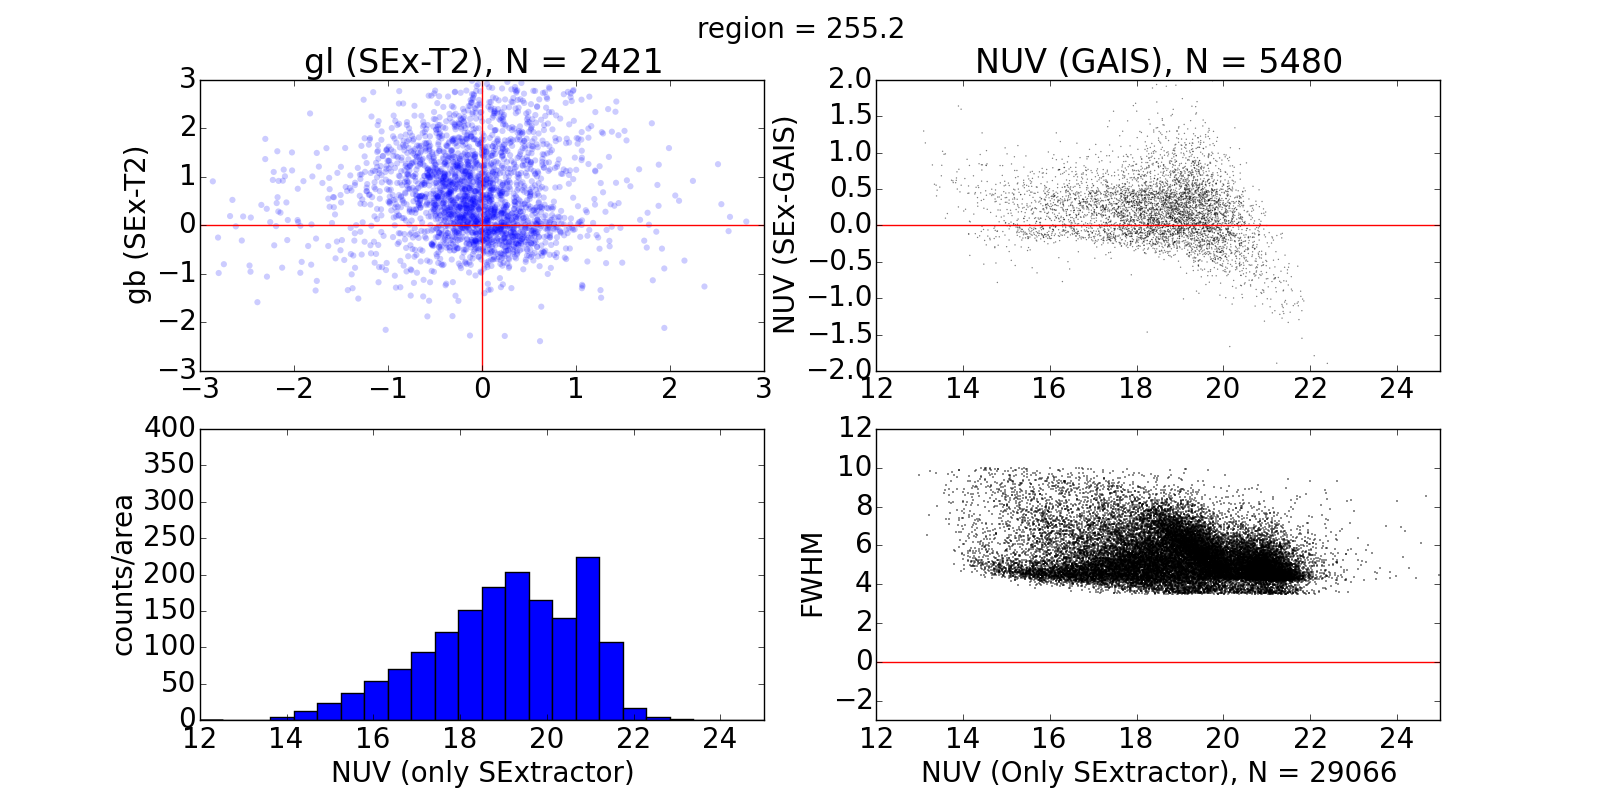 region = 255.2
gl (SEx-T2), N = 2421
NUV (GAIS), N = 5480
gb (SEx-T2)
3
2
1
0
−1
−2
−3
−3 −2 −1 0 1 2 3
NUV (SEx-GAIS)
2.0
1.5
1.0
0.5
0.0
−0.5
−1.0
−1.5
−2.0
12 14 16 18 20 22 24
counts/area
400
350
300
250
200
150
100
50
0
12 14 16 18 20 22 24
NUV (only SExtractor)
FWHM
12
10
8
6
4
2
0
−2
12 14 16 18 20 22 24
NUV (Only SExtractor), N = 29066